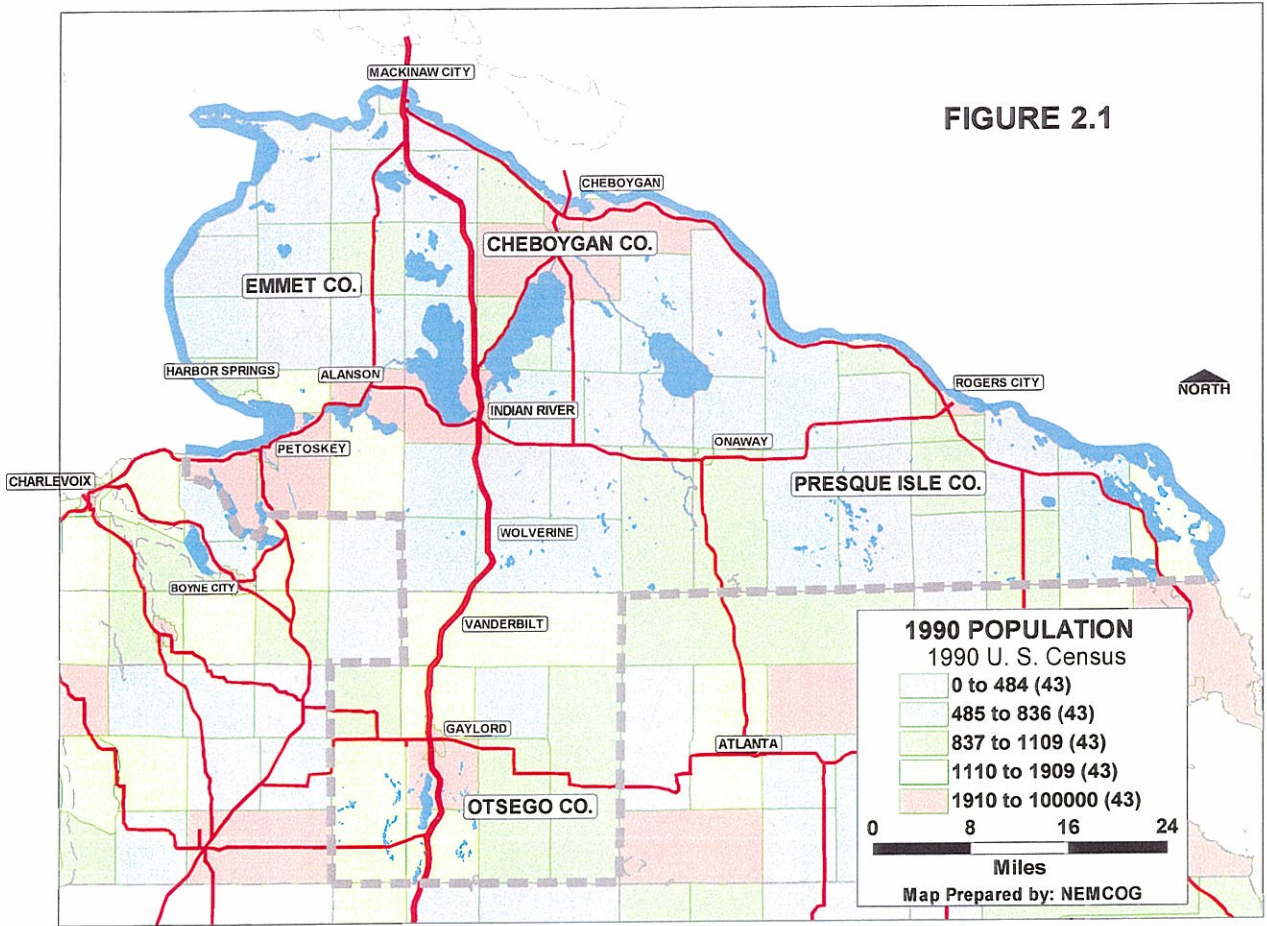 MACKINAW CITY
FIGURE 2.1
CHEBOYGAN
CHEBOYGAN CO.
EMMET CO.
HARBOR SPRINGS
ALANSON
ROGERS CITY
NORTH
INDIAN RIVER
ONAWAY
PETOSKEY
CHARLEVOIX
PRESQUE ISLE CO.
WOLVERINE
BOYNE CITY
VANDERBILT
GAYLORD
ATLANTA
OTSEGO CO.
1990 POPULATION
1990 U. S. Census
0 to 484 (43)
485 to 836 (43)
837 to 1109 (43)
1110 to 1909 (43)
1910 to 100000 (43)
0 8 16 24
Miles
Map Prepared by: NEMCOG